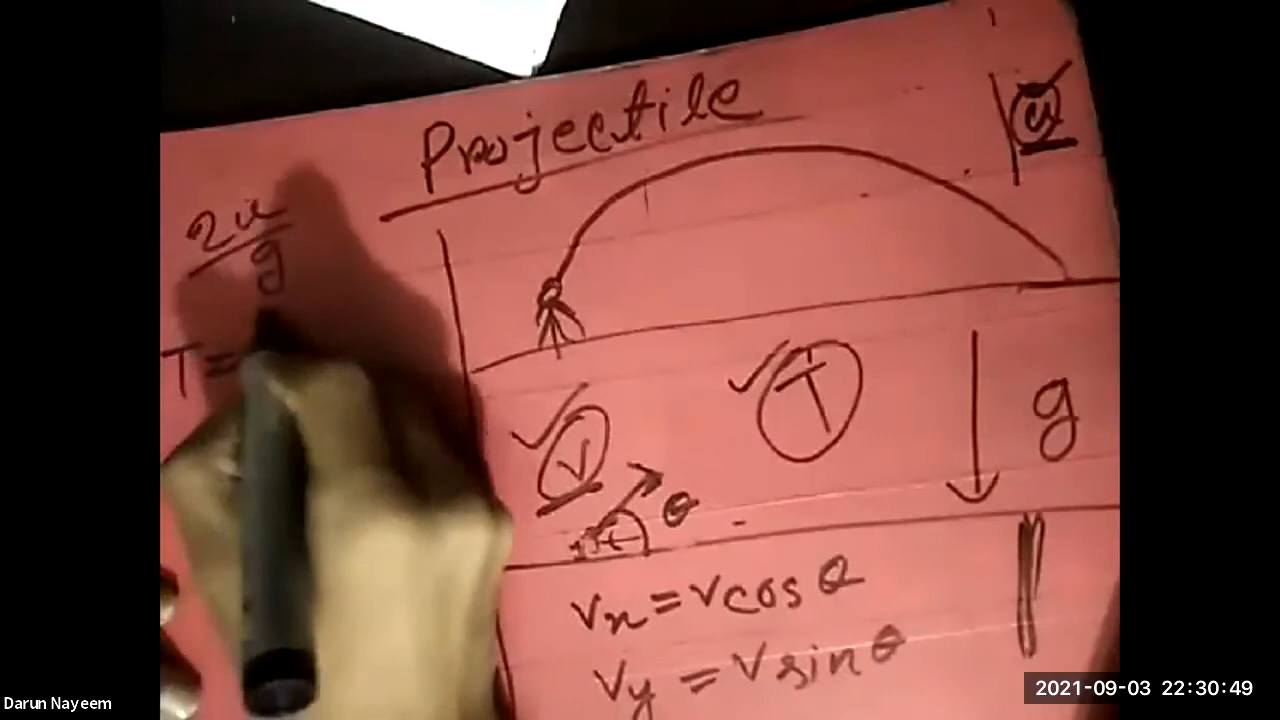 Projectile
u
2u
g
T =
T
g
v
θ
vx = v cos θ
vy = v sin θ
Darun Nayeem
2021-09-03 22:30:49